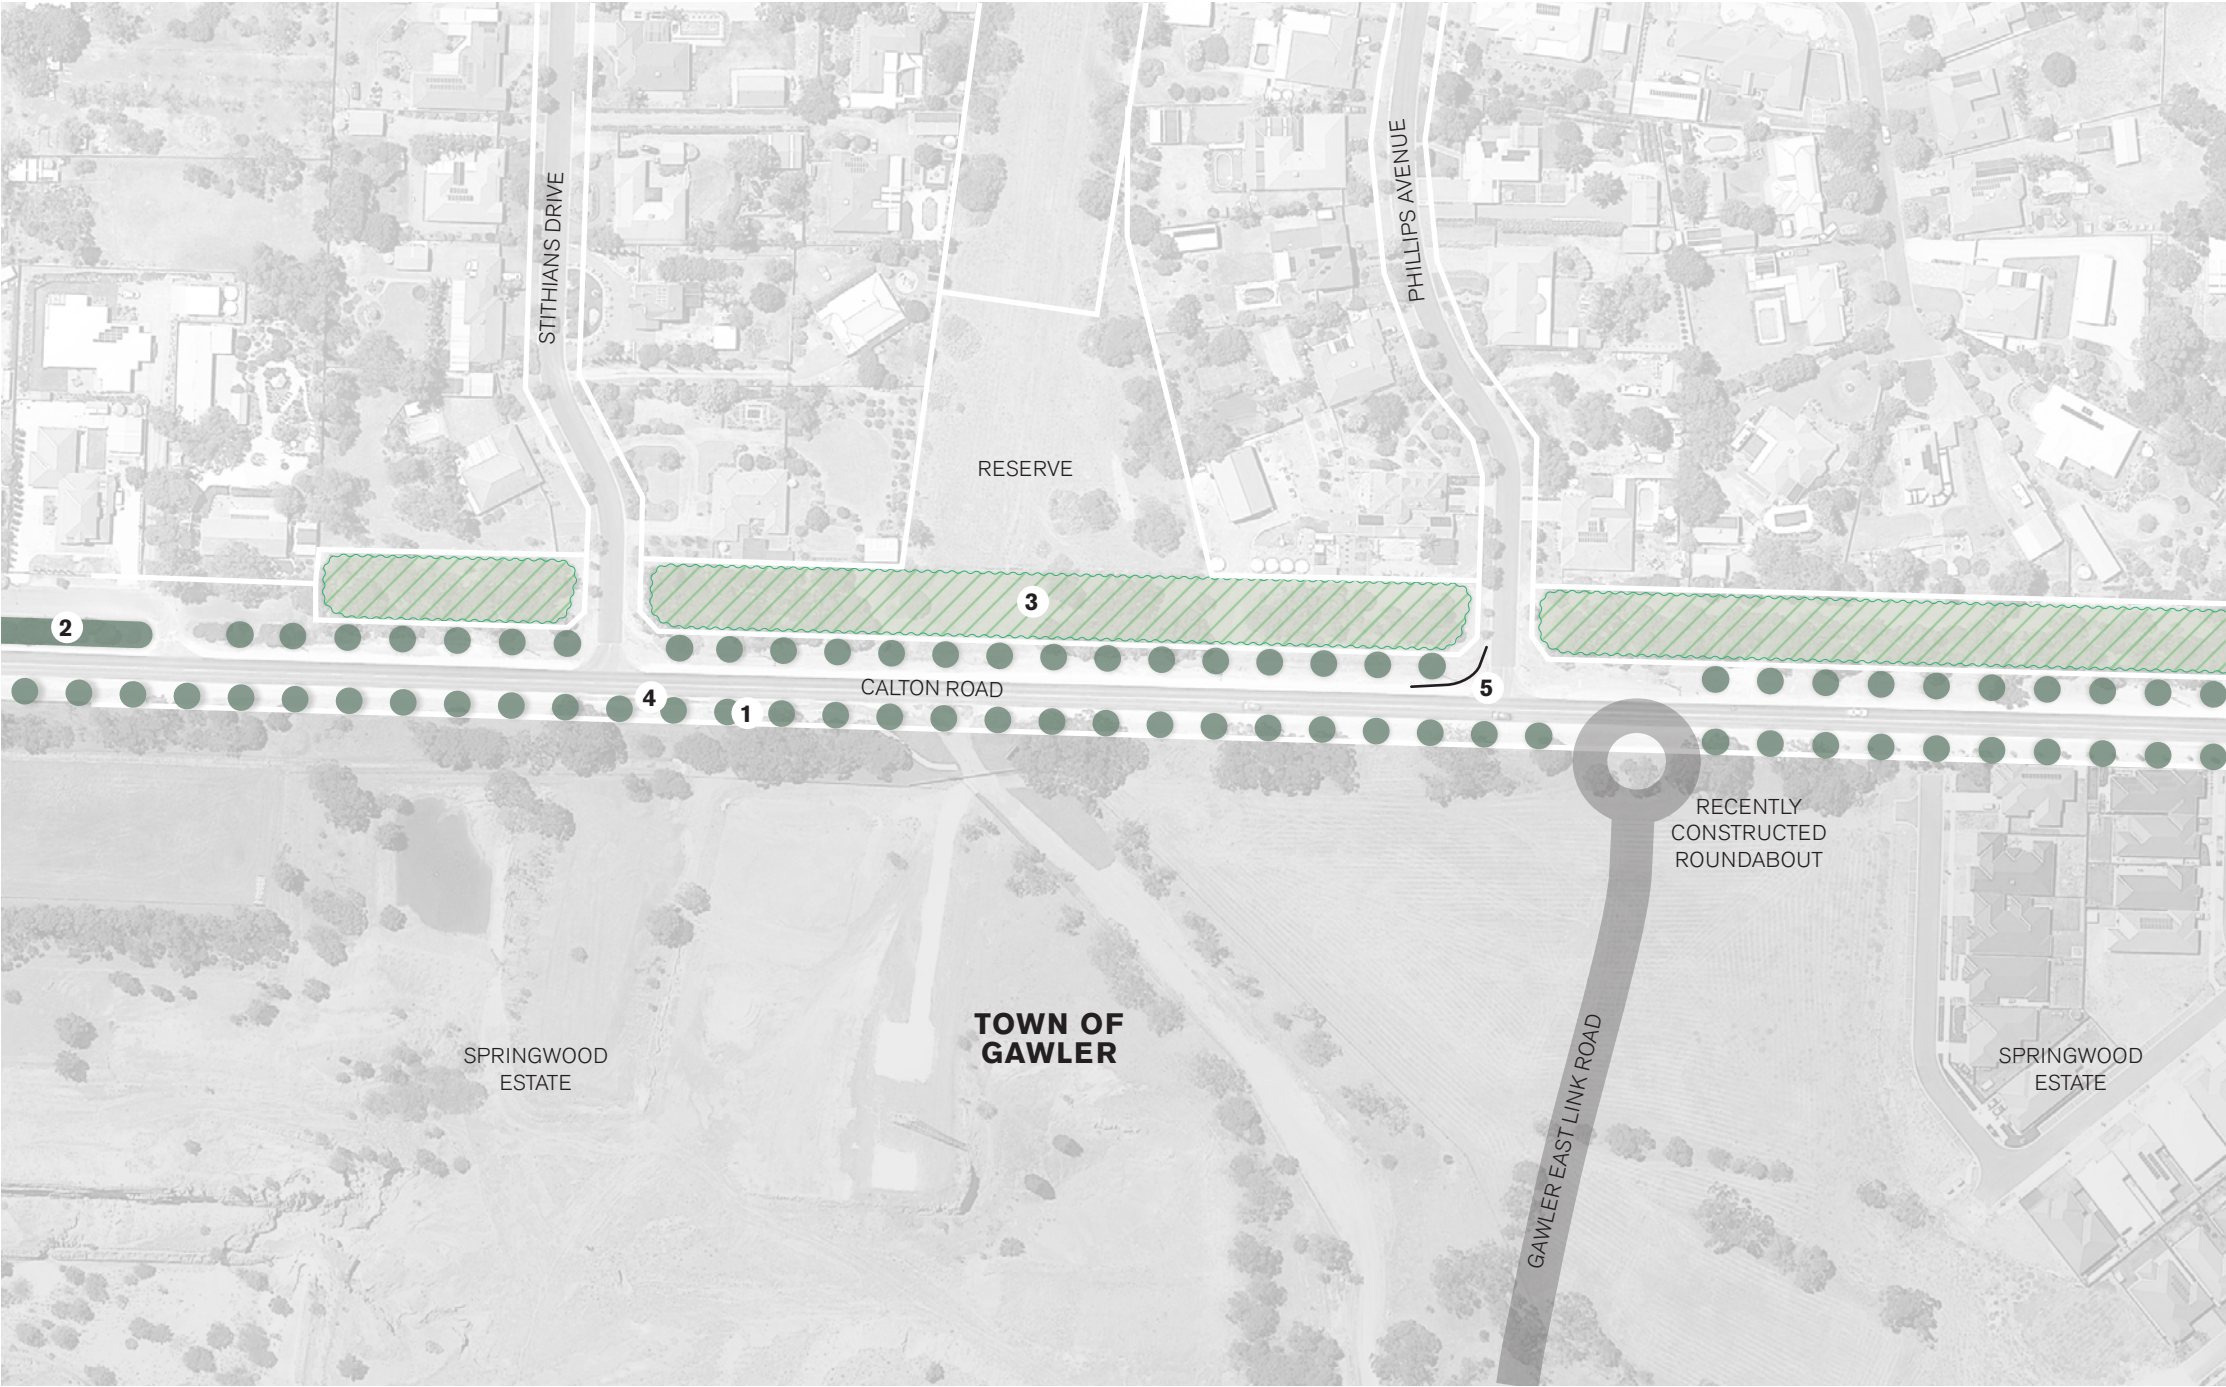 PHILLIPS AVENUE
STITHIANS DRIVE
RESERVE
3
2
CALTON ROAD
4
1
5
RECENTLY
CONSTRUCTED
ROUNDABOUT
TOWN OF
GAWLER
SPRINGWOOD
ESTATE
GAWLER EAST LINK ROAD
SPRINGWOOD
ESTATE